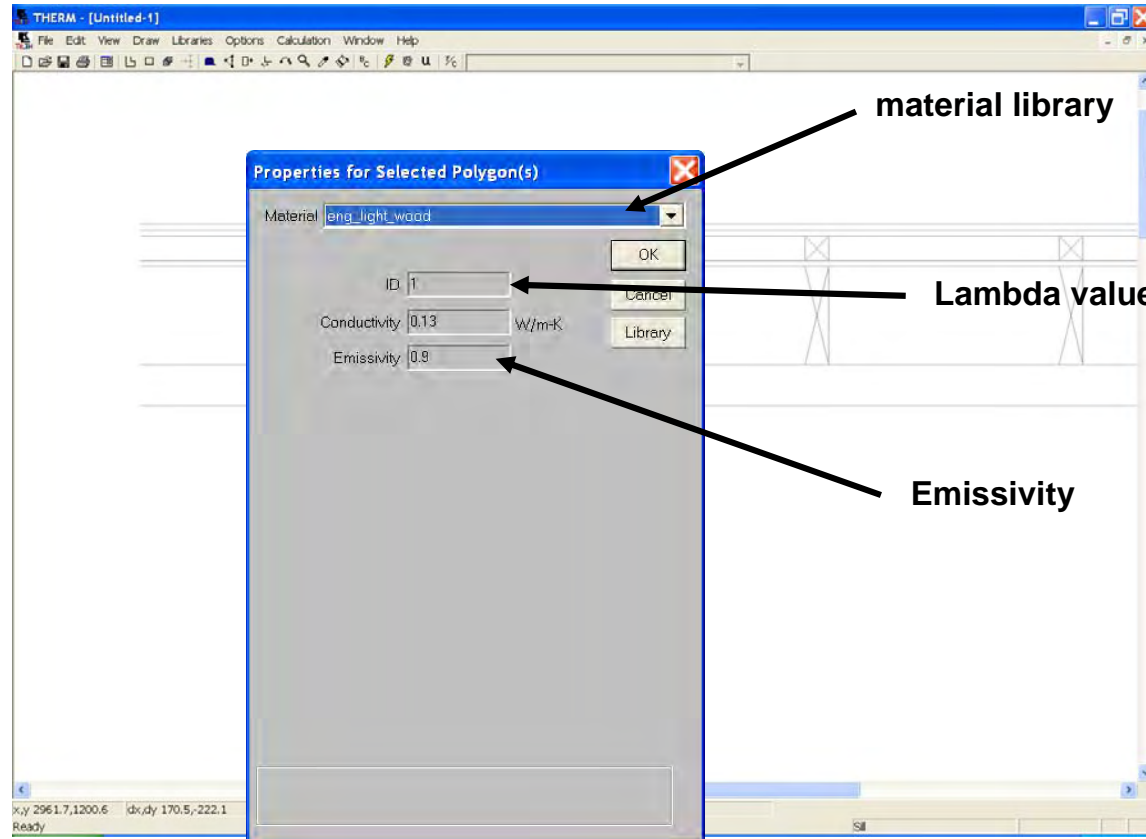 THERM - [Untitled-1]
File Edit View Draw Libraries Options Calculation Window Help
material library
Properties for Selected Polygon(s)
Material eng_light_wood
OK
ID 1
Cancel
Lambda value
Conductivity 0.13 W/m-K
Library
Emissivity 0.9
Emissivity
x,y 2961.7,1200.6 dx,dy 170.5,-222.1
Ready
Sill